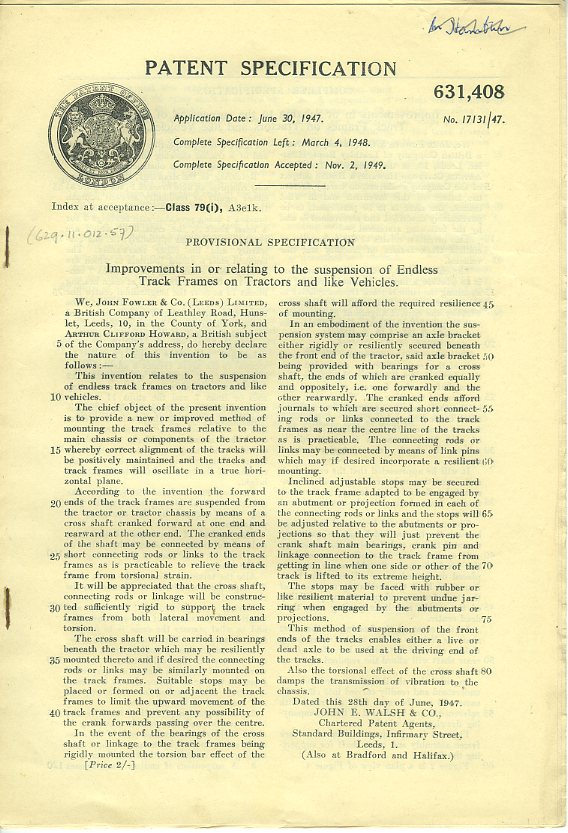 PATENT SPECIFICATION
631,408
Application Date : June 30, 1947.
No. 17131/47.
Complete Specification Left : March 4, 1948.
Complete Specification Accepted : Nov. 2, 1949.
THE PATENT OFFICE
LONDON
Index at acceptance:—Class 79(i), A3e1k.
(629.11.012.57)
PROVISIONAL SPECIFICATION
Improvements in or relating to the suspension of Endless
Track Frames on Tractors and like Vehicles.
We, JOHN FOWLER & CO. (LEEDS) LIMITED,
a British Company of Leathley Road, Huns-
let, Leeds, 10, in the County of York, and
ARTHUR CLIFFORD HOWARD, a British subject
5 of the Company's address, do hereby declare
the nature of this invention to be as
follows :—
This invention relates to the suspension
of endless track frames on tractors and like
10 vehicles.
The chief object of the present invention
is to provide a new or improved method of
mounting the track frames relative to the
main chassis or components of the tractor
15 whereby correct alignment of the tracks will
be positively maintained and the tracks and
track frames will oscillate in a true hori-
zontal plane.
According to the invention the forward
20 ends of the track frames are suspended from
the tractor or tractor chassis by means of a
cross shaft cranked forward at one end and
rearward at the other end. The cranked ends
of the shaft may be connected by means of
25 short connecting rods or links to the track
frames as is practicable to relieve the track
frame from torsional strain.
It will be appreciated that the cross shaft,
connecting rods or linkage will be construc-
30 ted sufficiently rigid to support the track
frames from both lateral movement and
torsion.
The cross shaft will be carried in bearings
beneath the tractor which may be resiliently
35 mounted thereto and if desired the connecting
rods or links may be similarly mounted on
the track frames. Suitable stops may be
placed or formed on or adjacent the track
frames to limit the upward movement of the
40 track frames and prevent any possibility of
the crank forwards passing over the centre.
In the event of the bearings of the cross
shaft or linkage to the track frames being
rigidly mounted the torsion bar effect of the
[Price 2/-]
cross shaft will afford the required resilience 45
of mounting.
In an embodiment of the invention the sus-
pension system may comprise an axle bracket
either rigidly or resiliently secured beneath
the front end of the tractor, said axle bracket 50
being provided with bearings for a cross
shaft, the ends of which are cranked equally
and oppositely, i.e. one forwardly and the
other rearwardly. The cranked ends afford
journals to which are secured short connect- 55
ing rods or links connected to the track
frames as near the centre line of the tracks
as is practicable. The connecting rods or
links may be connected by means of link pins
which may if desired incorporate a resilient 60
mounting.
Inclined adjustable stops may be secured
to the track frame adapted to be engaged by
an abutment or projection formed in each of
the connecting rods or links and the stops will 65
be adjusted relative to the abutments or pro-
jections so that they will just prevent the
crank shaft main bearings, crank pin and
linkage connection to the track frame from
getting in line when one side or other of the 70
track is lifted to its extreme height.
The stops may be faced with rubber or
like resilient material to prevent undue jar-
ring when engaged by the abutments or
projections. 75
This method of suspension of the front
ends of the tracks enables either a live or
dead axle to be used at the driving end of
the tracks.
Also the torsional effect of the cross shaft 80
damps the transmission of vibration to the
chassis.
Dated this 28th day of June, 1947.
JOHN E. WALSH & CO.,
Chartered Patent Agents,
Standard Buildings, Infirmary Street,
Leeds, 1.
(Also at Bradford and Halifax.)